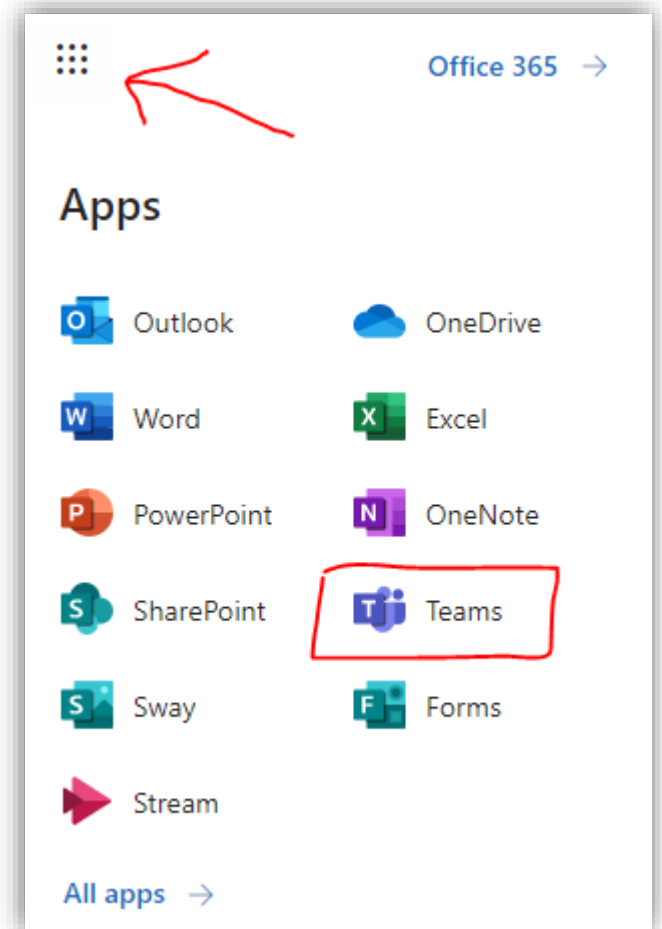 Office 365 →
Apps
Outlook OneDrive
Word Excel
PowerPoint OneNote
SharePoint Teams
Sway Forms
Stream
All apps →